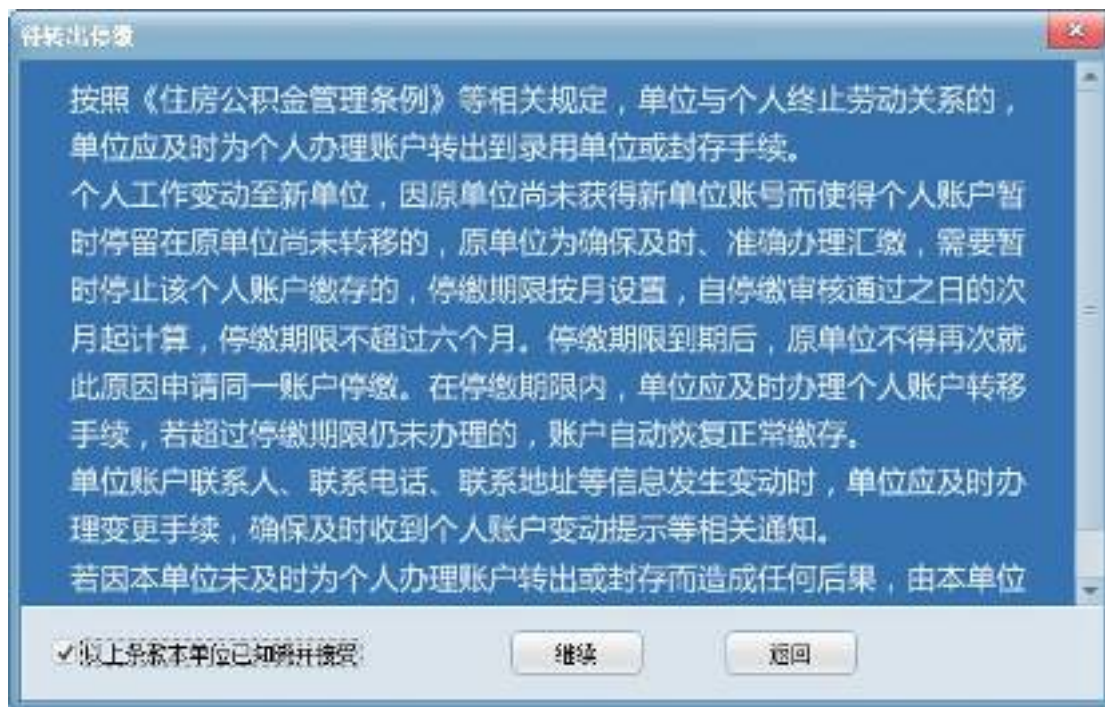 待转出停缴
按照《住房公积金管理条例》等相关规定，单位与个人终止劳动关系的，
单位应及时为个人办理账户转出到录用单位或封存手续。
个人工作变动至新单位，因原单位尚未获得新单位账号而使得个人账户暂
时停留在原单位尚未转移的，原单位为确保及时、准确办理汇缴，需要暂
时停止该个人账户缴存的，停缴期限按月设置，自停缴审核通过之日的次
月起计算，停缴期限不超过六个月。停缴期限到期后，原单位不得再次就
此原因申请同一账户停缴。在停缴期限内，单位应及时办理个人账户转移
手续，若超过停缴期限仍未办理的，账户自动恢复正常缴存。
单位账户联系人、联系电话、联系地址等信息发生变动时，单位应及时办
理变更手续，确保及时收到个人账户变动提示等相关通知。
若因本单位未及时为个人办理账户转出或封存而造成任何后果，由本单位
以上条款本单位已知晓并接受
继续
返回